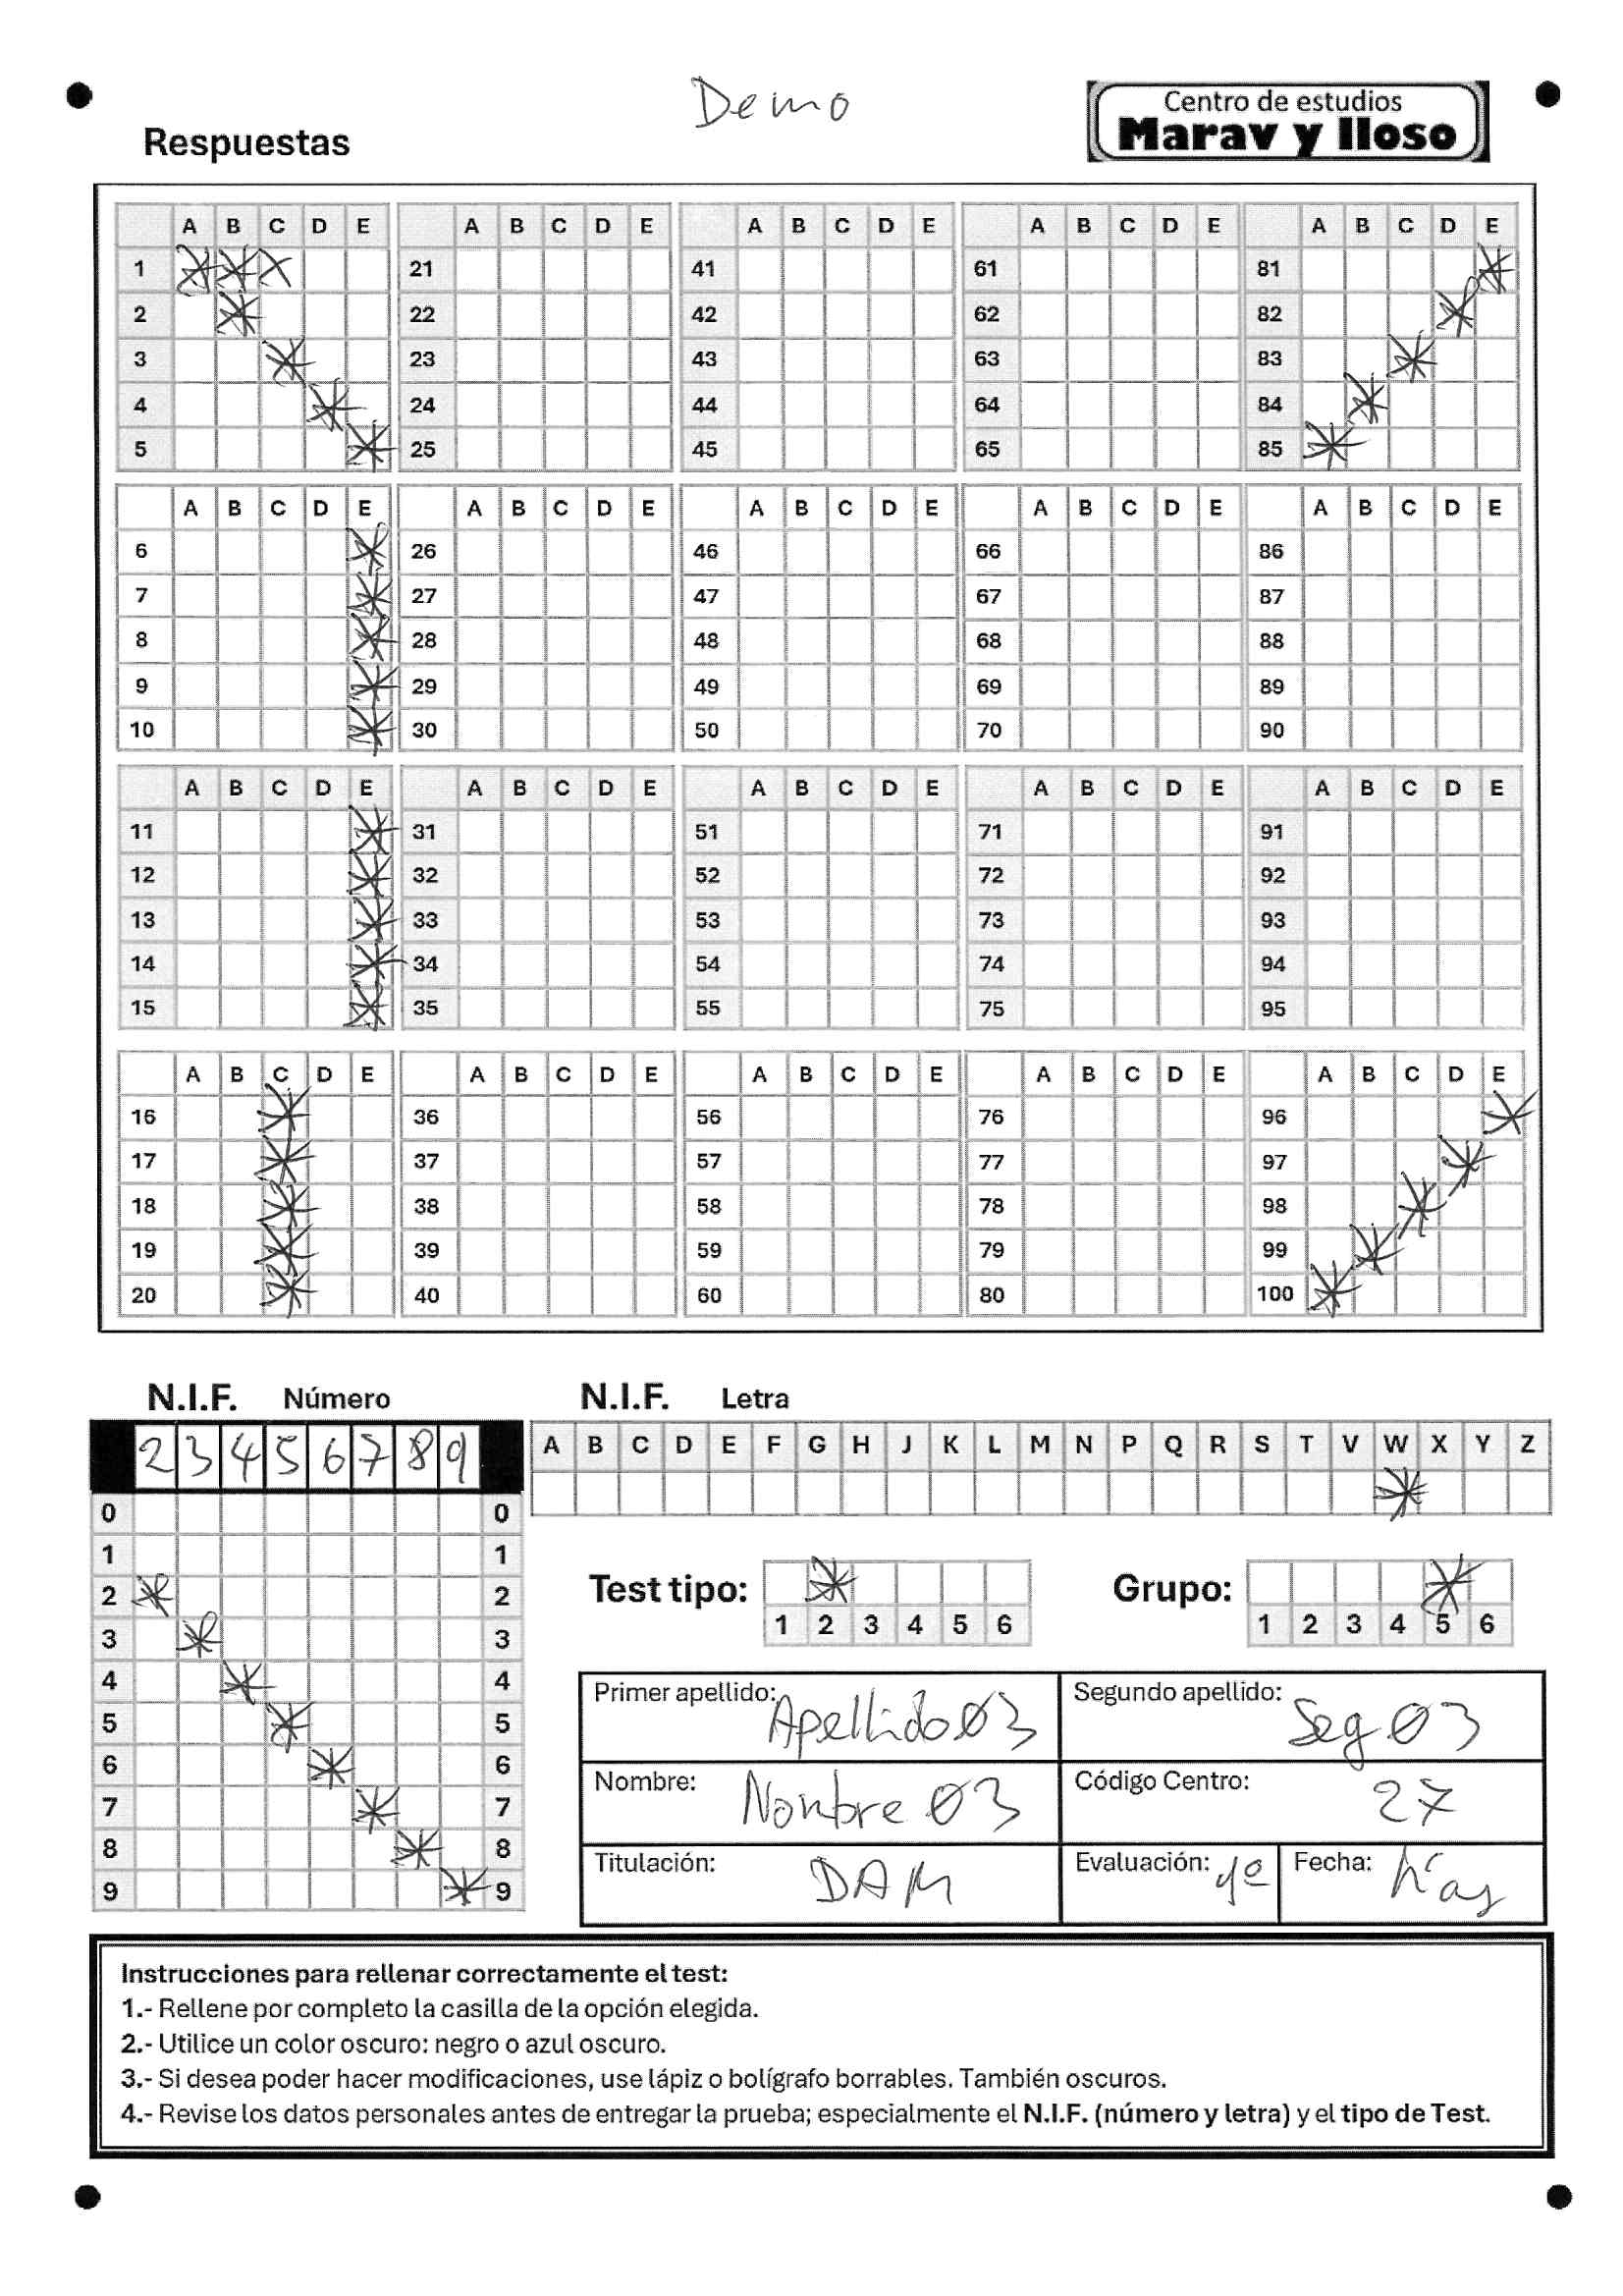 Demo
Centro de estudios
Marav y lloso
Respuestas
A B C D E A B C D E A B C D E A B C D E A B C D E
1 21 41 61 81
2 22 42 62 82
3 23 43 63 83
4 24 44 64 84
5 25 45 65 85
A B C D E A B C D E A B C D E A B C D E A B C D E
6 26 46 66 86
7 27 47 67 87
8 28 48 68 88
9 29 49 69 89
10 30 50 70 90
A B C D E A B C D E A B C D E A B C D E A B C D E
11 31 51 71 91
12 32 52 72 92
13 33 53 73 93
14 34 54 74 94
15 35 55 75 95
A B C D E A B C D E A B C D E A B C D E A B C D E
16 36 56 76 96
17 37 57 77 97
18 38 58 78 98
19 39 59 79 99
20 40 60 80 100
N.I.F. Número N.I.F. Letra
2 3 4 5 6 7 8 9 A B C D E F G H J K L M N P Q R S T V W X Y Z
0 0
1 1
2 2
3 3
4 4
5 5
6 6
7 7
8 8
9 9
Test tipo: Grupo:
1 2 3 4 5 6 1 2 3 4 5 6
Primer apellido: Apellido03 Segundo apellido: Seg 03
Nombre: Nombre 03 Código Centro: 27
Titulación: DAM Evaluación: 1º Fecha:
Instrucciones para rellenar correctamente el test:
1.- Rellene por completo la casilla de la opción elegida.
2.- Utilice un color oscuro: negro o azul oscuro.
3.- Si desea poder hacer modificaciones, use lápiz o bolígrafo borrables. También oscuros.
4.- Revise los datos personales antes de entregar la prueba; especialmente el N.I.F. (número y letra) y el tipo de Test.